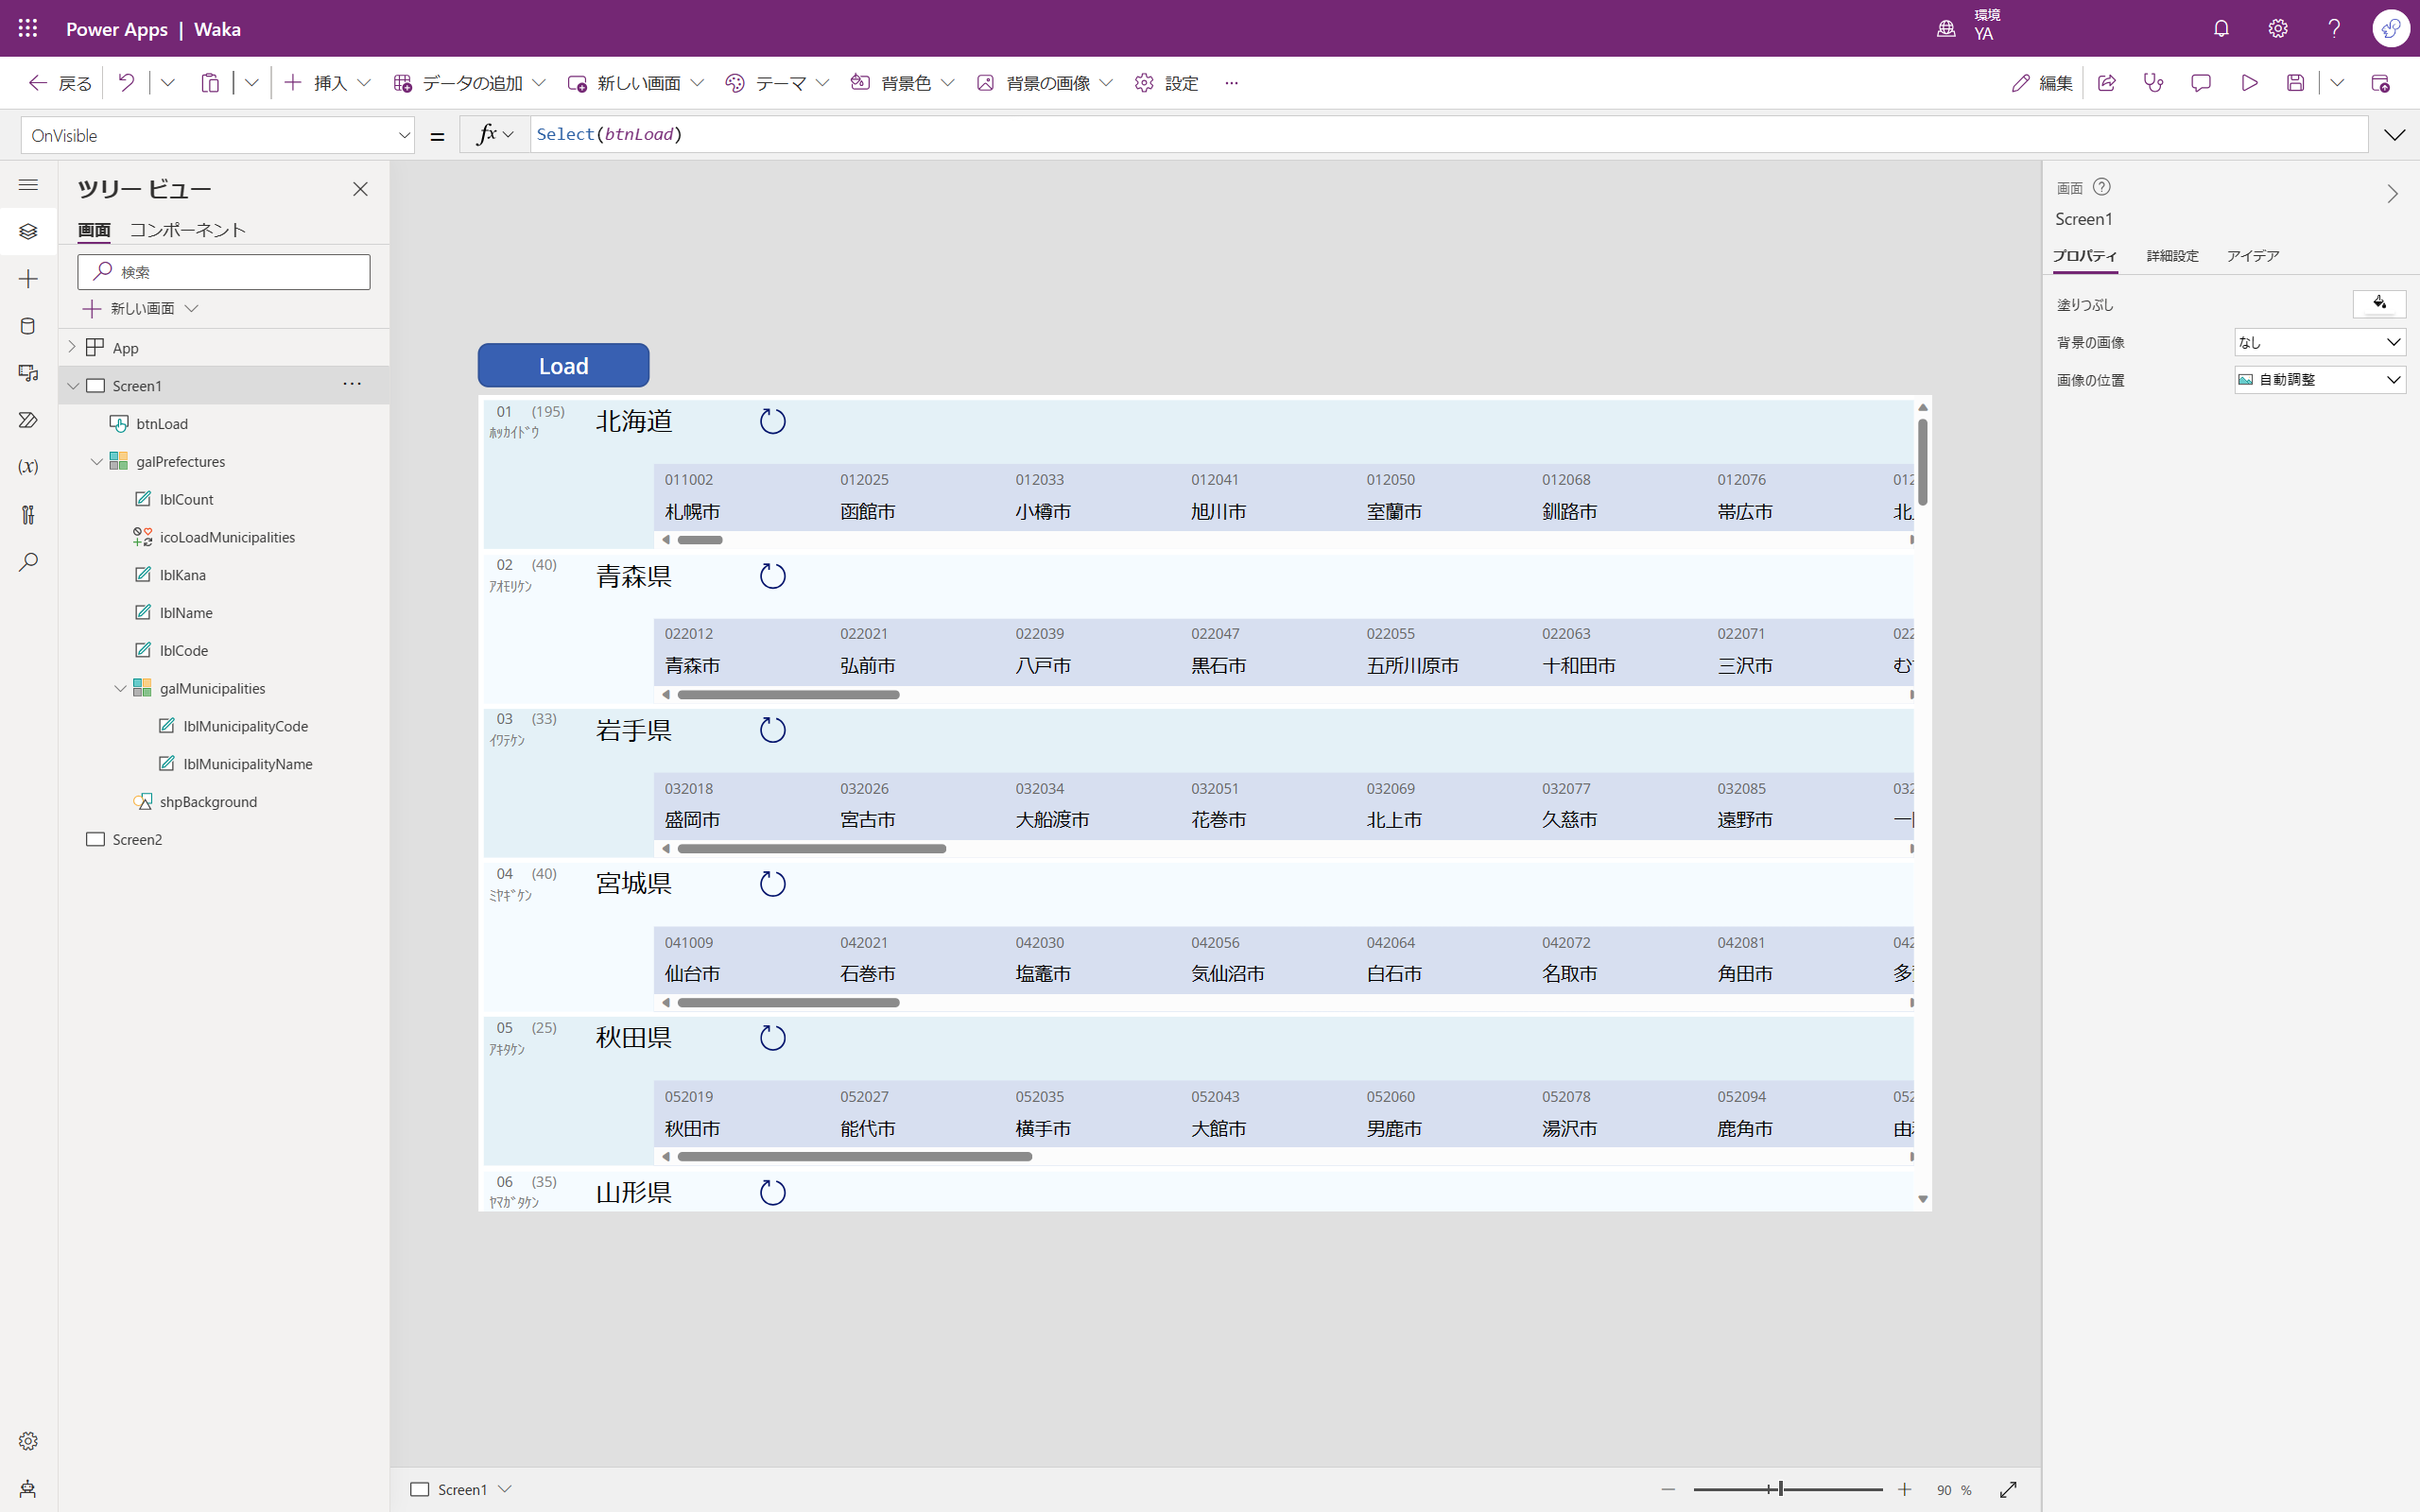 Power Apps | Waka
環境
YA
戻る 挿入 データの追加 新しい画面 テーマ 背景色 背景の画像 設定 ... 編集
OnVisible = fx Select(btnLoad)
ツリー ビュー
画面 コンポーネント
検索
新しい画面
App
Screen1 ...
btnLoad
galPrefectures
lblCount
icoLoadMunicipalities
lblKana
lblName
lblCode
galMunicipalities
lblMunicipalityCode
lblMunicipalityName
shpBackground
Screen2
Load
01 (195) 北海道
ﾎｯｶｲﾄﾞｳ
011002 012025 012033 012041 012050 012068 012076 012
札幌市 函館市 小樽市 旭川市 室蘭市 釧路市 帯広市 北
02 (40) 青森県
ｱｵﾓﾘｹﾝ
022012 022021 022039 022047 022055 022063 022071 022
青森市 弘前市 八戸市 黒石市 五所川原市 十和田市 三沢市 む
03 (33) 岩手県
ｲﾜﾃｹﾝ
032018 032026 032034 032051 032069 032077 032085 032
盛岡市 宮古市 大船渡市 花巻市 北上市 久慈市 遠野市 一
04 (40) 宮城県
ﾐﾔｷﾞｹﾝ
041009 042021 042030 042056 042064 042072 042081 042
仙台市 石巻市 塩竈市 気仙沼市 白石市 名取市 角田市 多
05 (25) 秋田県
ｱｷﾀｹﾝ
052019 052027 052035 052043 052060 052078 052094 052
秋田市 能代市 横手市 大館市 男鹿市 湯沢市 鹿角市 由
06 (35) 山形県
ﾔﾏｶﾞﾀｹﾝ
画面
Screen1
プロパティ 詳細設定 アイデア
塗りつぶし
背景の画像 なし
画像の位置 自動調整
Screen1
90 %